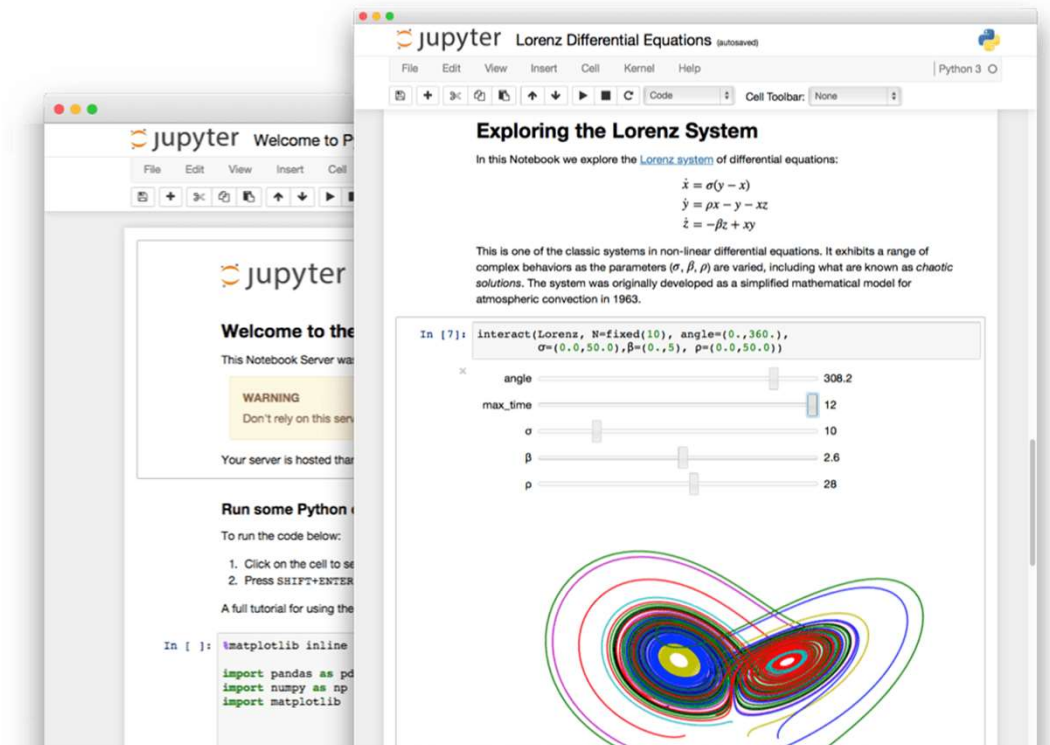 jupyter Lorenz Differential Equations (autosaved)
File Edit View Insert Cell Kernel Help Python 3
Code Cell Toolbar: None
Exploring the Lorenz System
In this Notebook we explore the Lorenz system of differential equations:
ẋ = σ(y − x)
ẏ = ρx − y − xz
ż = −βz + xy
This is one of the classic systems in non-linear differential equations. It exhibits a range of
complex behaviors as the parameters (σ, β, ρ) are varied, including what are known as chaotic
solutions. The system was originally developed as a simplified mathematical model for
atmospheric convection in 1963.
In [7]: interact(Lorenz, N=fixed(10), angle=(0.,360.),
σ=(0.0,50.0),β=(0.,5), ρ=(0.0,50.0))
angle 308.2
max_time 12
σ 10
β 2.6
ρ 28
jupyter Welcome to P
File Edit View Insert Cell
jupyter
Welcome to the
This Notebook Server was
WARNING
Don't rely on this serv
Your server is hosted than
Run some Python c
To run the code below:
1. Click on the cell to se
2. Press SHIFT+ENTER
A full tutorial for using the
In [ ]: %matplotlib inline
import pandas as pd
import numpy as np
import matplotlib